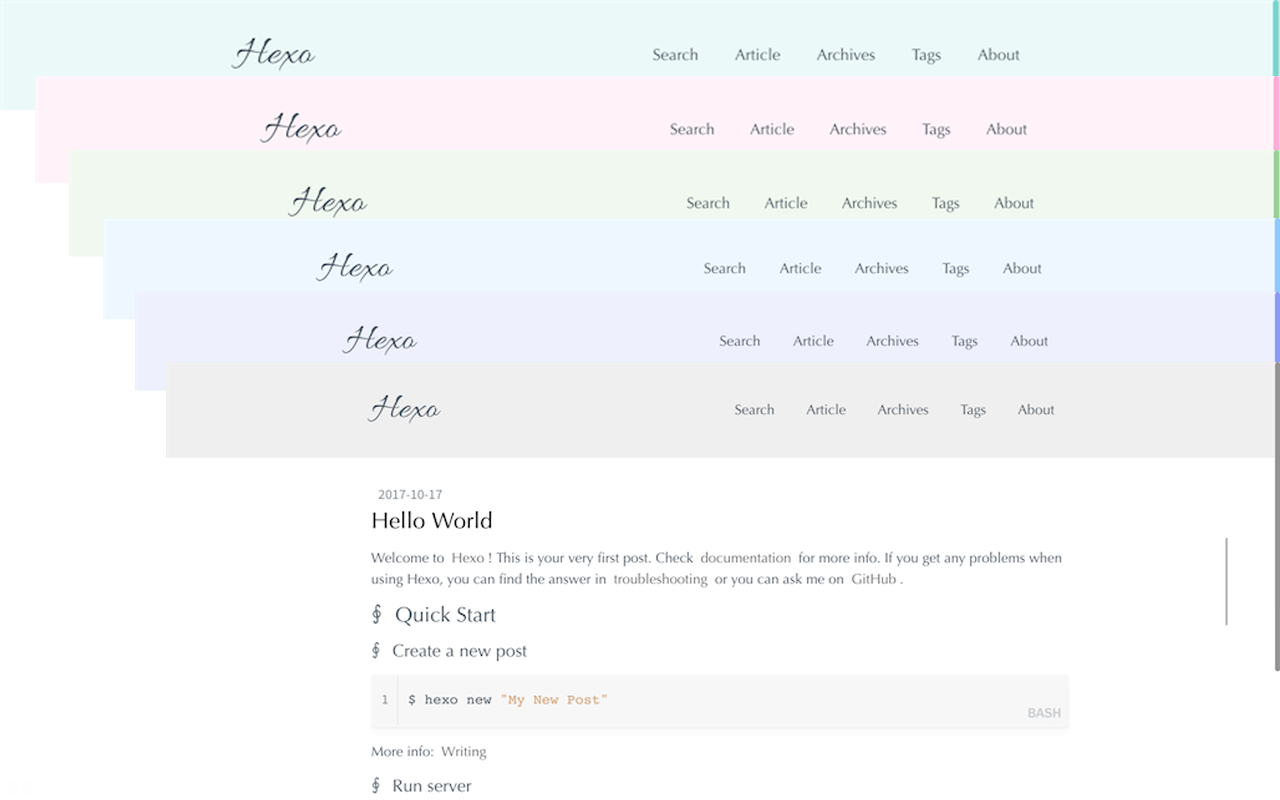 Hexo Search Article Archives Tags About
Hexo Search Article Archives Tags About
Hexo Search Article Archives Tags About
Hexo Search Article Archives Tags About
Hexo Search Article Archives Tags About
Hexo Search Article Archives Tags About
2017-10-17
Hello World
Welcome to Hexo ! This is your very first post. Check documentation for more info. If you get any problems when
using Hexo, you can find the answer in troubleshooting or you can ask me on GitHub .
∮ Quick Start
∮ Create a new post
1 $ hexo new "My New Post"
BASH
More info: Writing
∮ Run server